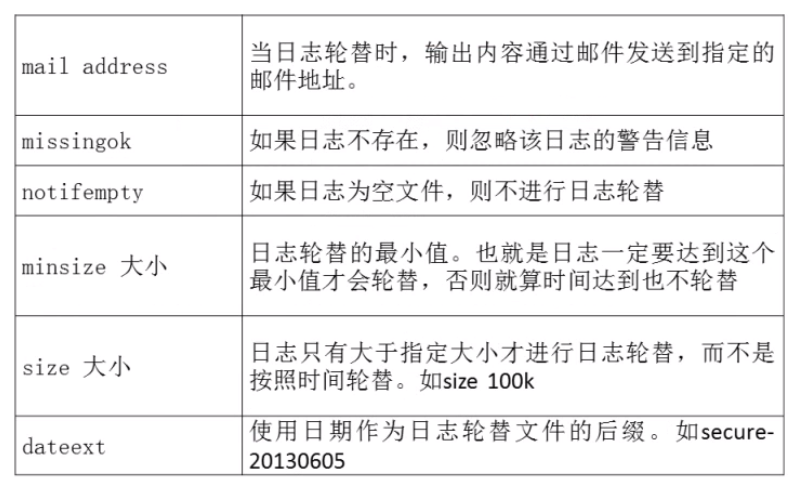 mail address
当日志轮替时，输出内容通过邮件发送到指定的
邮件地址。
missingok
如果日志不存在，则忽略该日志的警告信息
notifempty
如果日志为空文件，则不进行日志轮替
minsize 大小
日志轮替的最小值。也就是日志一定要达到这个
最小值才会轮替，否则就算时间达到也不轮替
size 大小
日志只有大于指定大小才进行日志轮替，而不是
按照时间轮替。如size 100k
dateext
使用日期作为日志轮替文件的后缀。如secure-
20130605